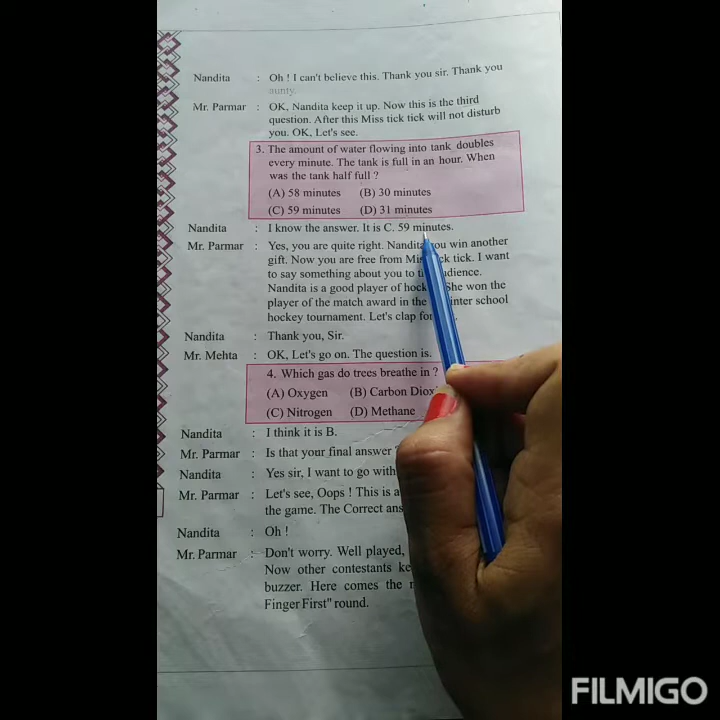 Nandita : Oh ! I can't believe this. Thank you sir. Thank you
aunty.
Mr. Parmar : OK, Nandita keep it up. Now this is the third
question. After this Miss tick tick will not disturb
you. OK, Let's see.
3. The amount of water flowing into tank doubles
every minute. The tank is full in an hour. When
was the tank half full ?
(A) 58 minutes (B) 30 minutes
(C) 59 minutes (D) 31 minutes
Nandita : I know the answer. It is C. 59 minutes.
Mr. Parmar : Yes, you are quite right. Nandita you win another
gift. Now you are free from Miss tick tick. I want
to say something about you to the audience.
Nandita is a good player of hockey. She won the
player of the match award in the inter school
hockey tournament. Let's clap for
Nandita : Thank you, Sir.
Mr. Mehta : OK, Let's go on. The question is.
4. Which gas do trees breathe in ?
(A) Oxygen (B) Carbon Diox
(C) Nitrogen (D) Methane
Nandita : I think it is B.
Mr. Parmar : Is that your final answer ?
Nandita : Yes sir, I want to go with
Mr. Parmar : Let's see, Oops ! This is a
the game. The Correct ans
Nandita : Oh !
Mr. Parmar : Don't worry. Well played,
Now other contestants ke
buzzer. Here comes the
Finger First" round.
FILMIGO